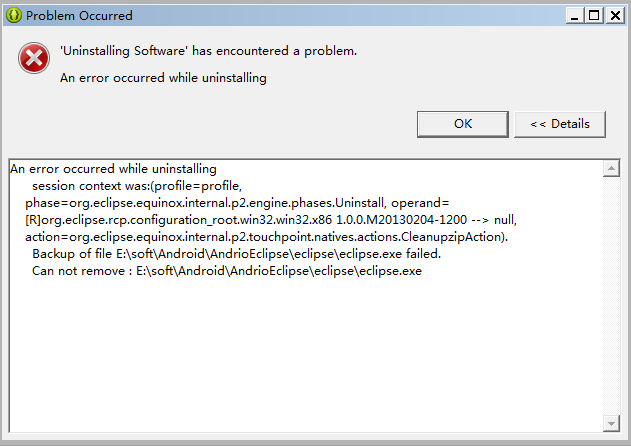 Problem Occurred
'Uninstalling Software' has encountered a problem.
An error occurred while uninstalling
OK
<< Details
An error occurred while uninstalling
session context was:(profile=profile,
phase=org.eclipse.equinox.internal.p2.engine.phases.Uninstall, operand=
[R]org.eclipse.rcp.configuration_root.win32.win32.x86 1.0.0.M20130204-1200 --> null,
action=org.eclipse.equinox.internal.p2.touchpoint.natives.actions.CleanupzipAction).
Backup of file E:\soft\Android\AndrioEclipse\eclipse\eclipse.exe failed.
Can not remove : E:\soft\Android\AndrioEclipse\eclipse\eclipse.exe